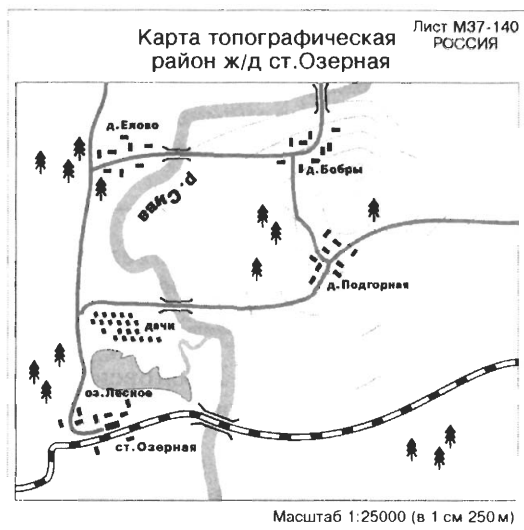 Карта топографическая
район ж/д ст.Озерная
Лист М37-140
РОССИЯ
д.Елово
д.Бобры
р.Сива
д.Подгорная
дачи
оз.Лесное
ст.Озерная
Масштаб 1:25000 (в 1 см 250 м)